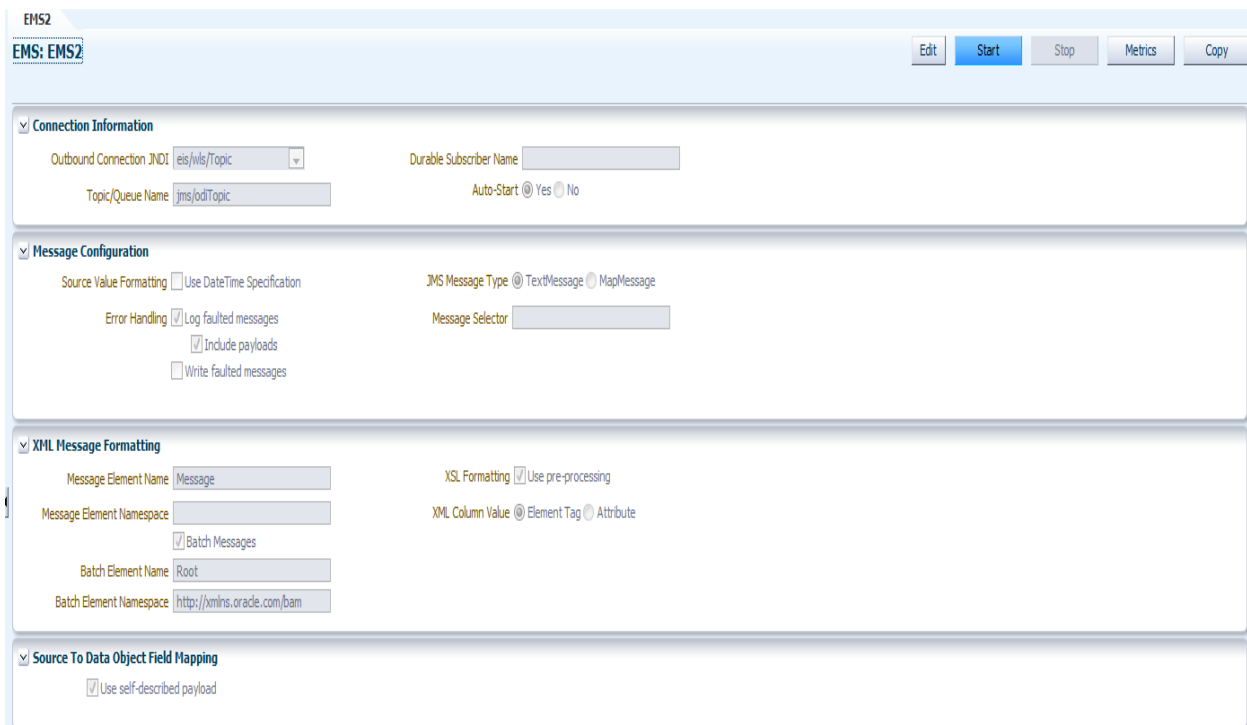 EMS2
EMS: EMS2
Edit Start Stop Metrics Copy
Connection Information
Outbound Connection JNDI eis/wls/Topic Durable Subscriber Name
Topic/Queue Name jms/odiTopic Auto-Start Yes No
Message Configuration
Source Value Formatting Use DateTime Specification JMS Message Type TextMessage MapMessage
Error Handling Log faulted messages Message Selector
Include payloads
Write faulted messages
XML Message Formatting
Message Element Name Message XSL Formatting Use pre-processing
Message Element Namespace XML Column Value Element Tag Attribute
Batch Messages
Batch Element Name Root
Batch Element Namespace http://xmlns.oracle.com/bam
Source To Data Object Field Mapping
Use self-described payload